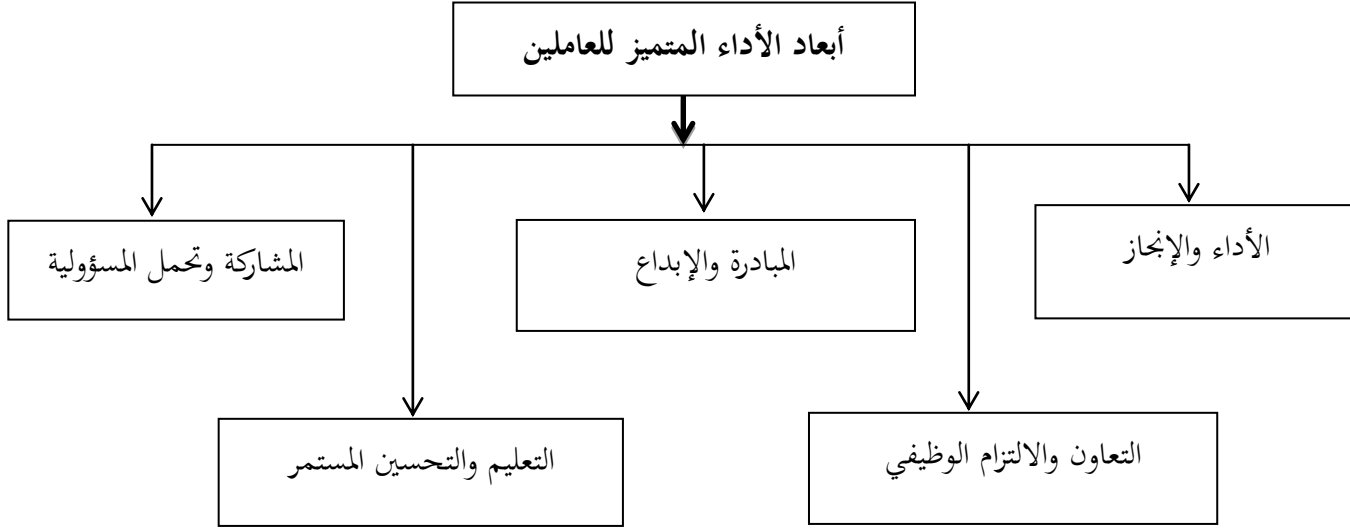 أبعاد الأداء المتميز للعاملين
الأداء والإنجاز
المبادرة والإبداع
المشاركة وتحمل المسؤولية
التعاون والالتزام الوظيفي
التعليم والتحسين المستمر